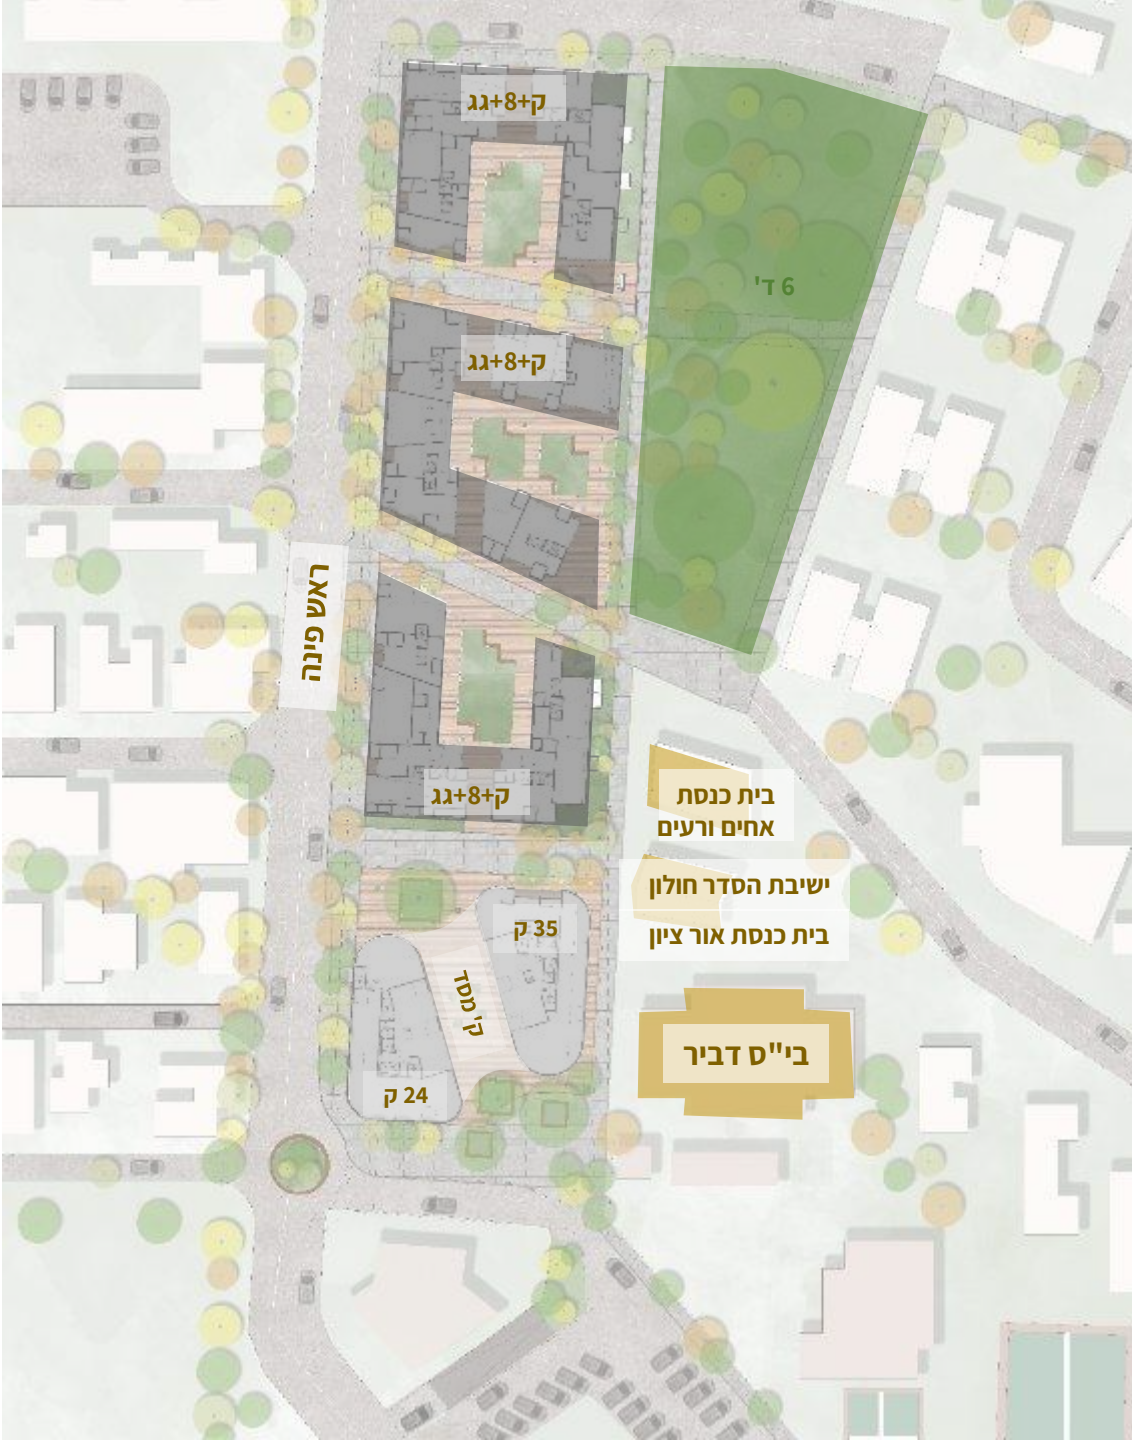 ק+8+גג
6 ד'
ק+8+גג
ראש פינה
ק+8+גג
בית כנסת
אחים ורעים
ישיבת הסדר חולון
בית כנסת אור ציון
35 ק
ק' מסד
בי"ס דביר
24 ק